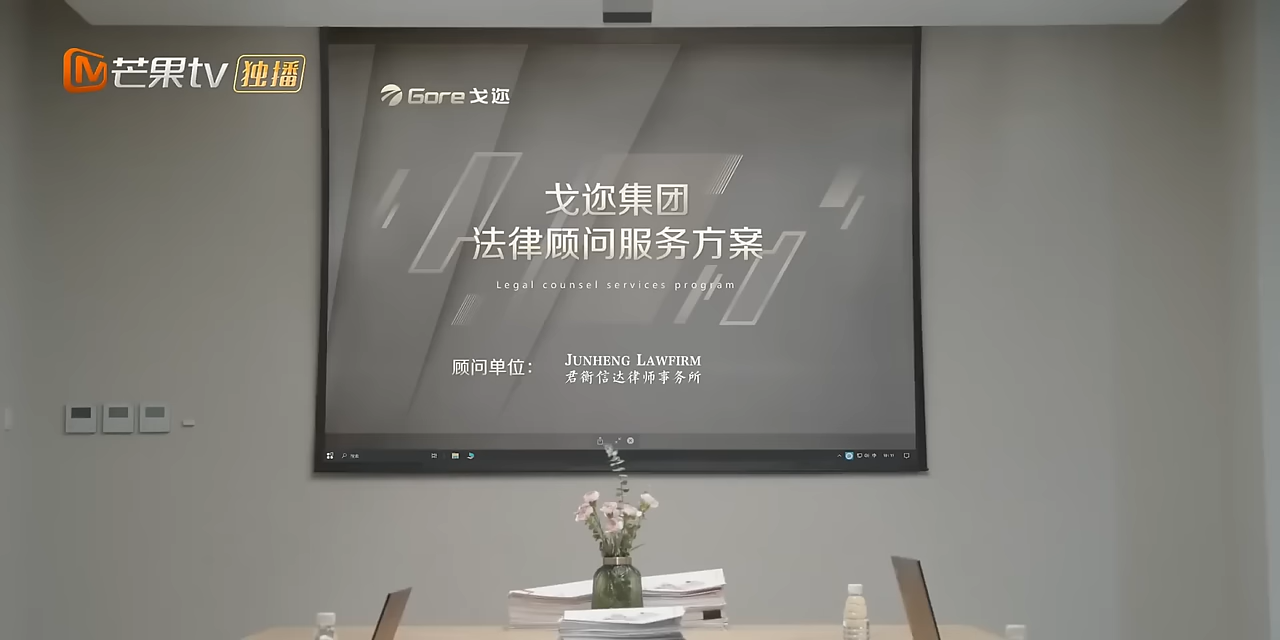 芒果tv 独播
Gore 戈迩
戈迩集团
法律顾问服务方案
Legal counsel services program
顾问单位：
JUNHENG LAWFIRM
君衡信达律师事务所